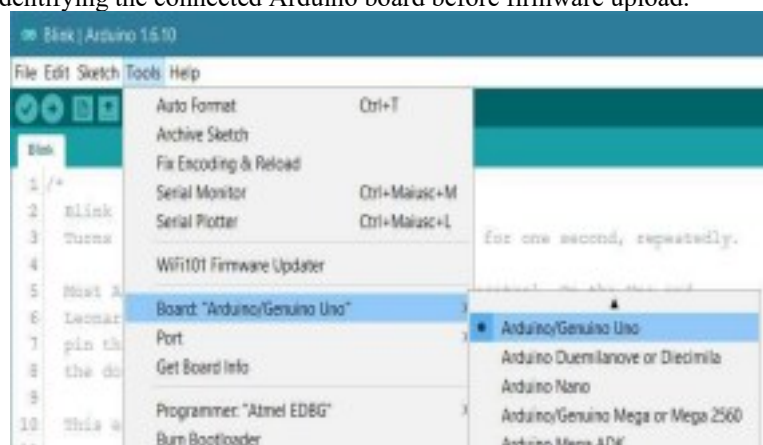 dentifying the connected Arduino board before firmware upload.
Blink | Arduino 1.6.10
File Edit Sketch Tools Help
Blink
Auto Format Ctrl+T
Archive Sketch
Fix Encoding & Reload
Serial Monitor Ctrl+Maiusc+M
Serial Plotter Ctrl+Maiusc+L
WiFi101 Firmware Updater
Board: "Arduino/Genuino Uno"
Port
Get Board Info
Programmer: "Atmel EDBG"
Burn Bootloader
1 /*
2 Blink
3 Turns for one second, repeatedly.
4
5 Most A
6 Leonar
7 pin th
8 the do
9
10 This e
Arduino/Genuino Uno
Arduino Duemilanove or Diecimila
Arduino Nano
Arduino/Genuino Mega or Mega 2560
Arduino Mega ADK